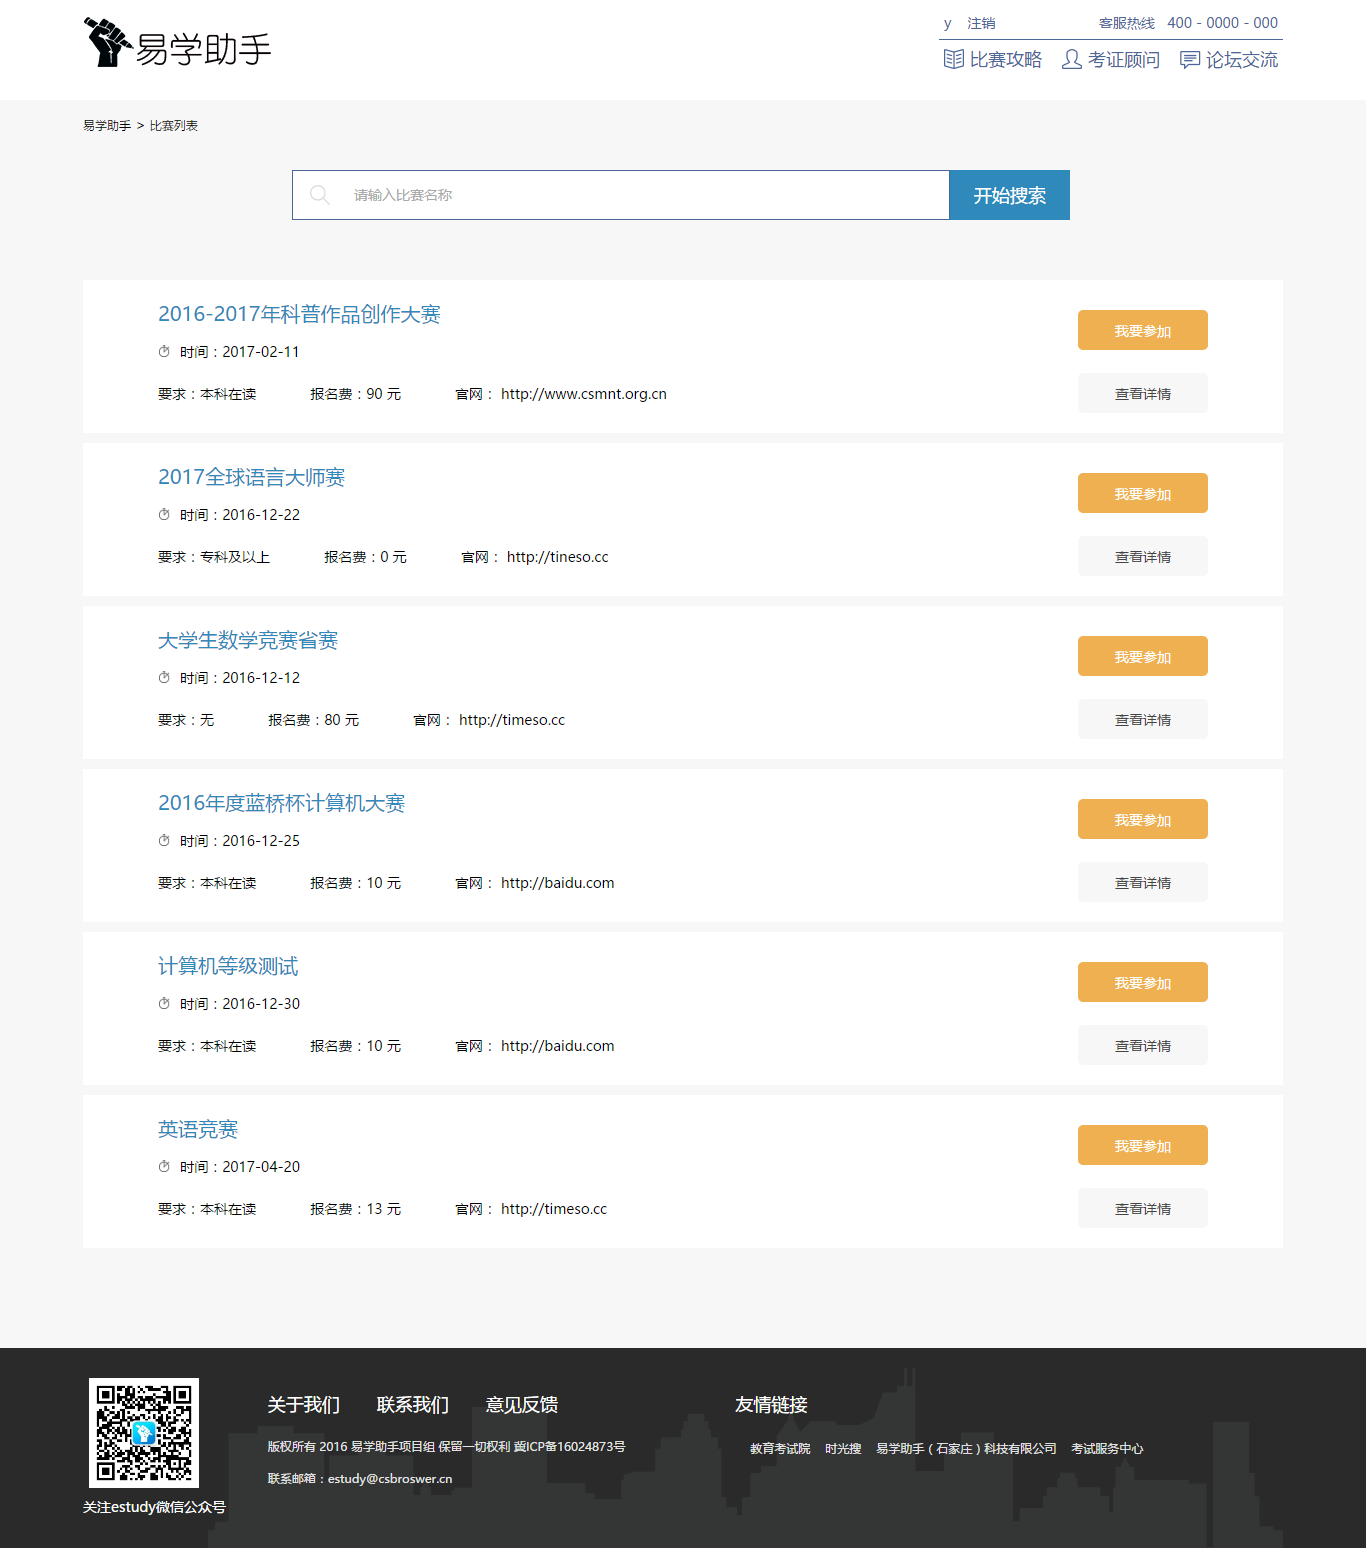 易学助手
y 注销 客服热线 400 - 0000 - 000
比赛攻略 考证顾问 论坛交流
易学助手 > 比赛列表
请输入比赛名称 开始搜索
2016-2017年科普作品创作大赛
时间：2017-02-11
要求：本科在读 报名费：90 元 官网： http://www.csmnt.org.cn
我要参加
查看详情
2017全球语言大师赛
时间：2016-12-22
要求：专科及以上 报名费：0 元 官网： http://tineso.cc
我要参加
查看详情
大学生数学竞赛省赛
时间：2016-12-12
要求：无 报名费：80 元 官网： http://timeso.cc
我要参加
查看详情
2016年度蓝桥杯计算机大赛
时间：2016-12-25
要求：本科在读 报名费：10 元 官网： http://baidu.com
我要参加
查看详情
计算机等级测试
时间：2016-12-30
要求：本科在读 报名费：10 元 官网： http://baidu.com
我要参加
查看详情
英语竞赛
时间：2017-04-20
要求：本科在读 报名费：13 元 官网： http://timeso.cc
我要参加
查看详情
关注estudy微信公众号
关于我们 联系我们 意见反馈
版权所有 2016 易学助手项目组 保留一切权利 冀ICP备16024873号
联系邮箱：estudy@csbroswer.cn
友情链接
教育考试院 时光搜 易学助手（石家庄）科技有限公司 考试服务中心